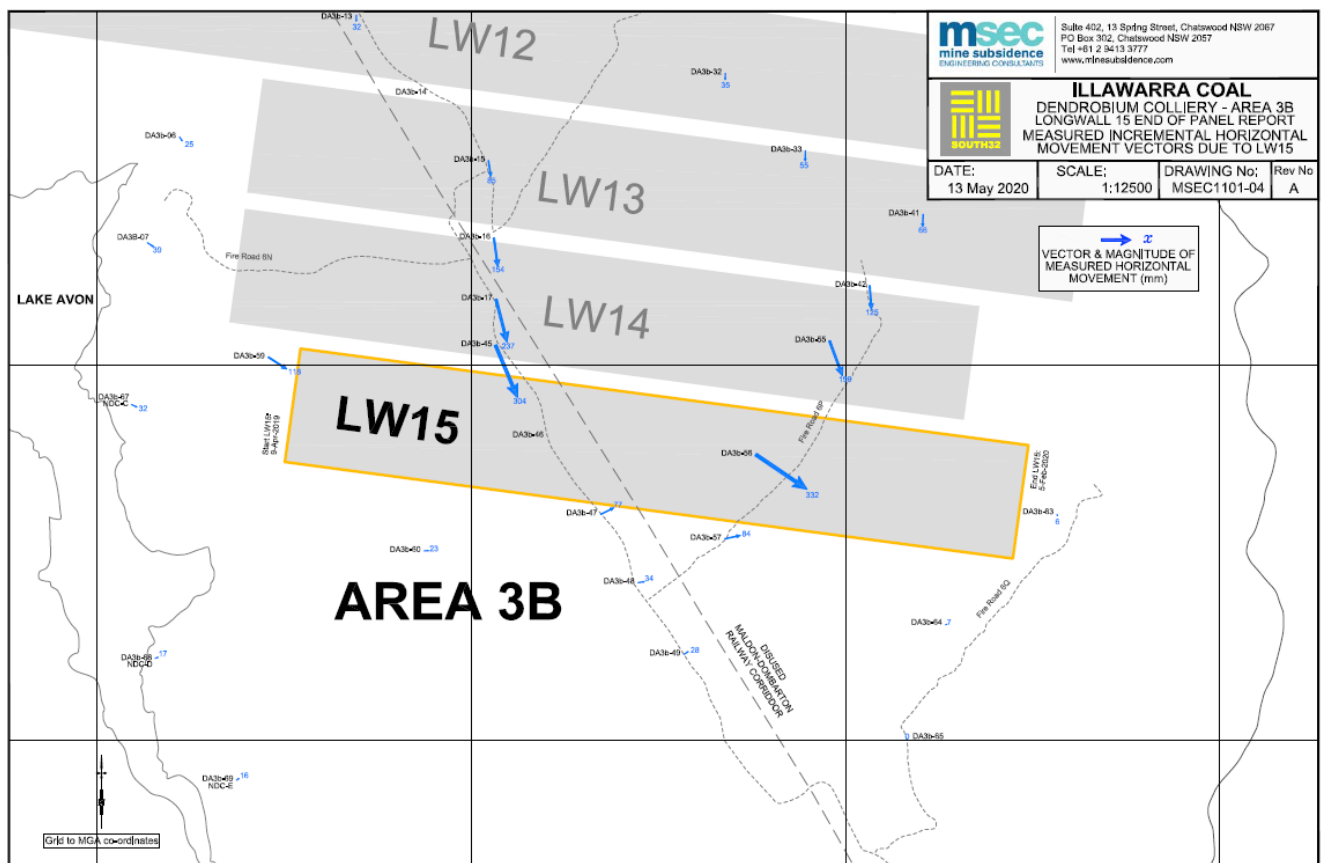 msec
mine subsidence
ENGINEERING CONSULTANTS
Suite 402, 13 Spring Street, Chatswood NSW 2067
PO Box 302, Chatswood NSW 2057
Tel +61 2 9413 3777
www.minesubsidence.com
SOUTH32
ILLAWARRA COAL
DENDROBIUM COLLIERY - AREA 3B
LONGWALL 15 END OF PANEL REPORT
MEASURED INCREMENTAL HORIZONTAL
MOVEMENT VECTORS DUE TO LW15
DATE:
13 May 2020
SCALE:
1:12500
DRAWING No:
MSEC1101-04
Rev No
A
x
VECTOR & MAGNITUDE OF
MEASURED HORIZONTAL
MOVEMENT (mm)
DA3b-13
32
LW12
DA3b-32
35
DA3b-14
DA3b-06
25
DA3b-15
65
DA3b-33
55
LW13
DA3b-41
66
DA3B-07
39
DA3b-16
154
Fire Road 6N
LAKE AVON
DA3b-17
237
DA3b-42
125
LW14
DA3b-45
304
DA3b-55
198
DA3b-59
118
DA3b-67
NDC-C
32
LW15
Start LW15:
9-Apr-2019
DA3b-46
Fire Road 6P
DA3b-56
332
End LW15:
5-Feb-2020
DA3b-47
77
DA3b-63
6
DA3b-57
84
DA3b-60
23
DA3b-48
34
AREA 3B
Fire Road 6Q
DA3b-64
7
DA3b-49
28
DISUSED
MALDON-DOMBARTON
RAILWAY CORRIDDOR
DA3b-68
NDC-D
17
0
DA3b-65
DA3b-69
NDC-E
16
N
Grid to MGA co-ordinates